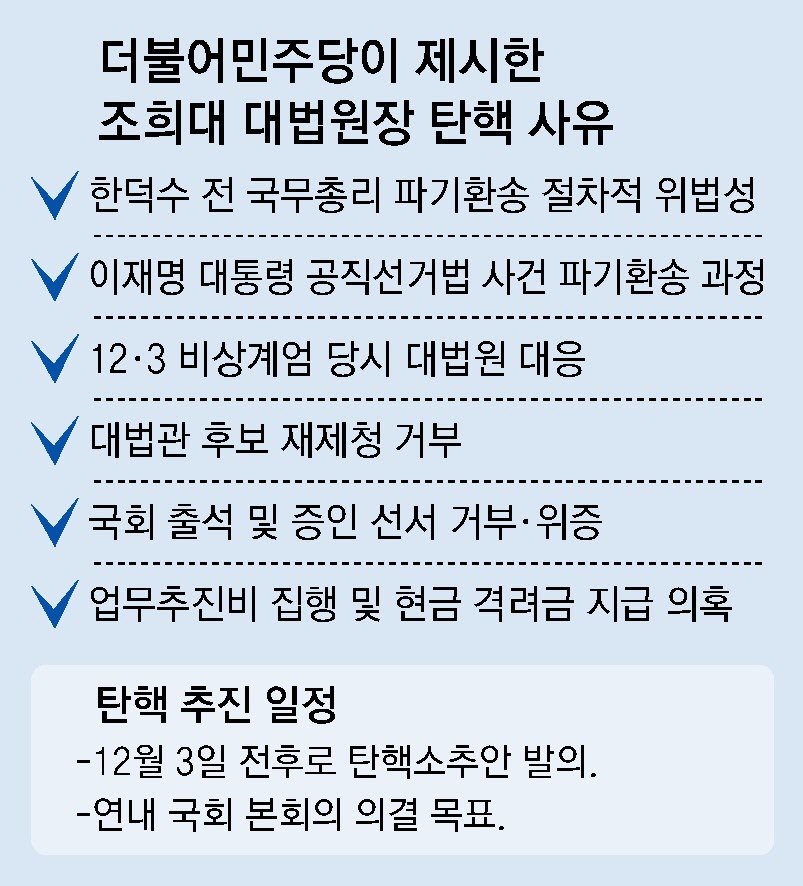 더불어민주당이 제시한
조희대 대법원장 탄핵 사유
한덕수 전 국무총리 파기환송 절차적 위법성
이재명 대통령 공직선거법 사건 파기환송 과정
12·3 비상계엄 당시 대법원 대응
대법관 후보 재제청 거부
국회 출석 및 증인 선서 거부·위증
업무추진비 집행 및 현금 격려금 지급 의혹
탄핵 추진 일정
-12월 3일 전후로 탄핵소추안 발의.
-연내 국회 본회의 의결 목표.